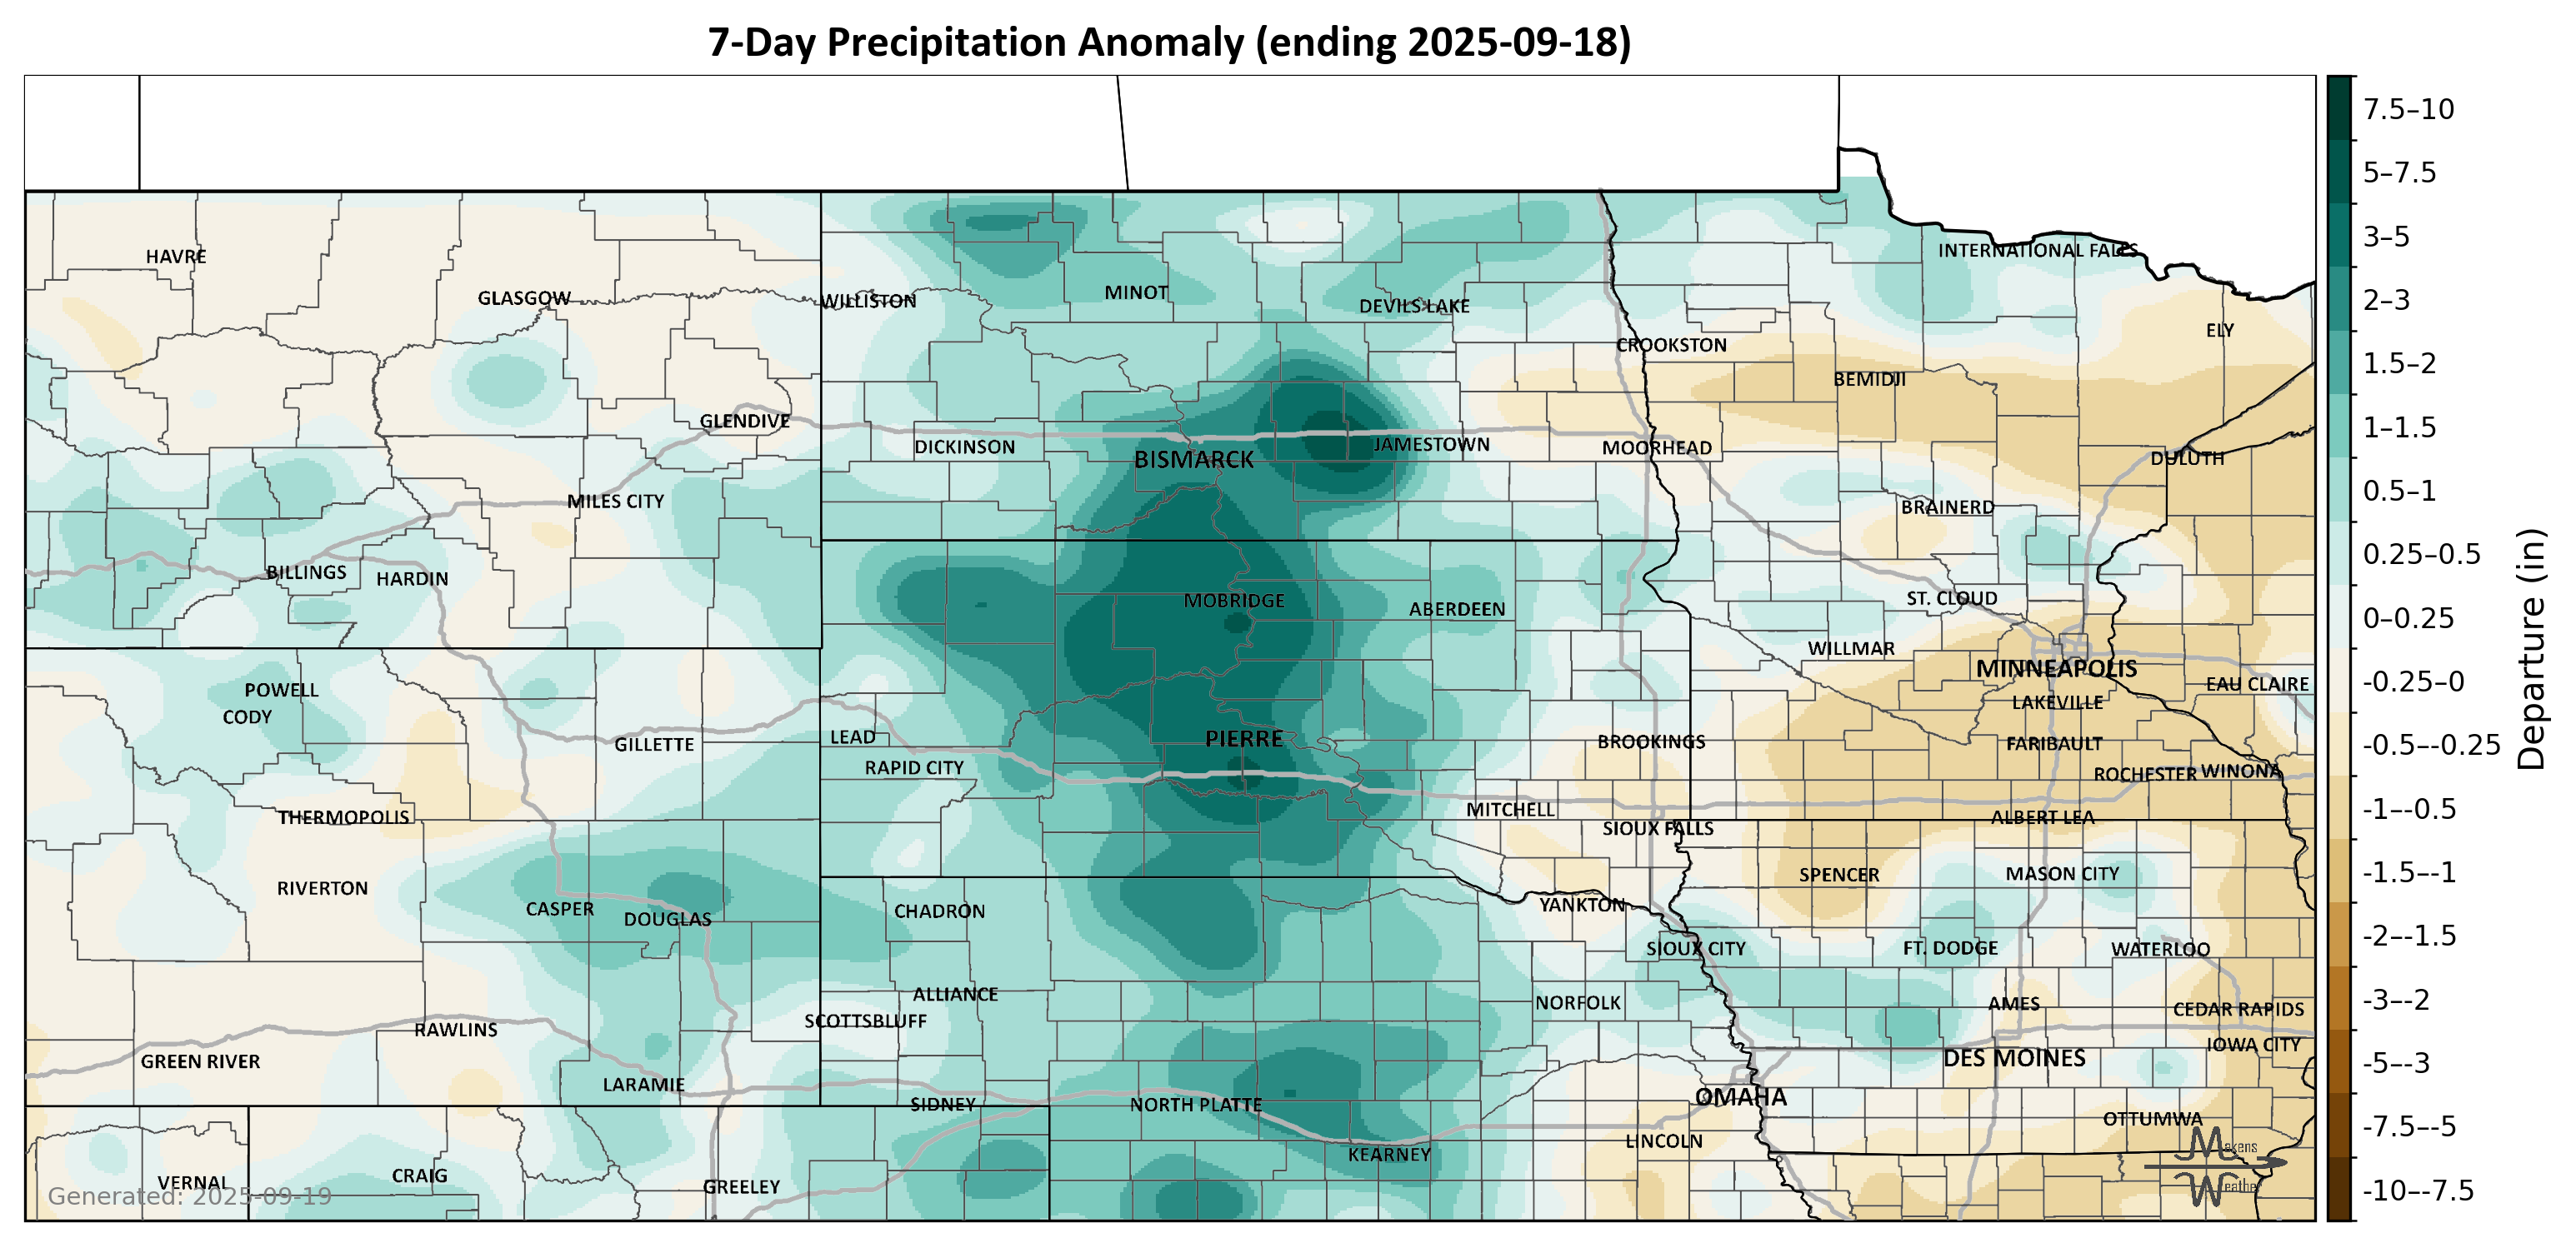 7-Day Precipitation Anomaly (ending 2025-09-18)
7.5–10
5–7.5
3–5
2–3
1.5–2
1–1.5
0.5–1
0.25–0.5
0–0.25
-0.25–0
-0.5–-0.25
-1–-0.5
-1.5–-1
-2–-1.5
-3–-2
-5–-3
-7.5–-5
-10–-7.5
Departure (in)
HAVRE
INTERNATIONAL FALLS
GLASGOW
WILLISTON
MINOT
DEVILS LAKE
ELY
CROOKSTON
BEMIDJI
GLENDIVE
DICKINSON
BISMARCK
JAMESTOWN
MOORHEAD
DULUTH
MILES CITY
BRAINERD
BILLINGS
HARDIN
MOBRIDGE
ABERDEEN
ST. CLOUD
WILLMAR
MINNEAPOLIS
POWELL
EAU CLAIRE
CODY
LAKEVILLE
GILLETTE
LEAD
PIERRE
BROOKINGS
FARIBAULT
RAPID CITY
ROCHESTER
WINONA
THERMOPOLIS
MITCHELL
ALBERT LEA
SIOUX FALLS
RIVERTON
SPENCER
MASON CITY
CASPER
DOUGLAS
CHADRON
YANKTON
SIOUX CITY
FT. DODGE
WATERLOO
ALLIANCE
NORFOLK
AMES
CEDAR RAPIDS
SCOTTSBLUFF
RAWLINS
IOWA CITY
GREEN RIVER
DES MOINES
LARAMIE
OMAHA
SIDNEY
NORTH PLATTE
OTTUMWA
LINCOLN
KEARNEY
VERNAL
CRAIG
GREELEY
Makens
Weather
Generated: 2025-09-19